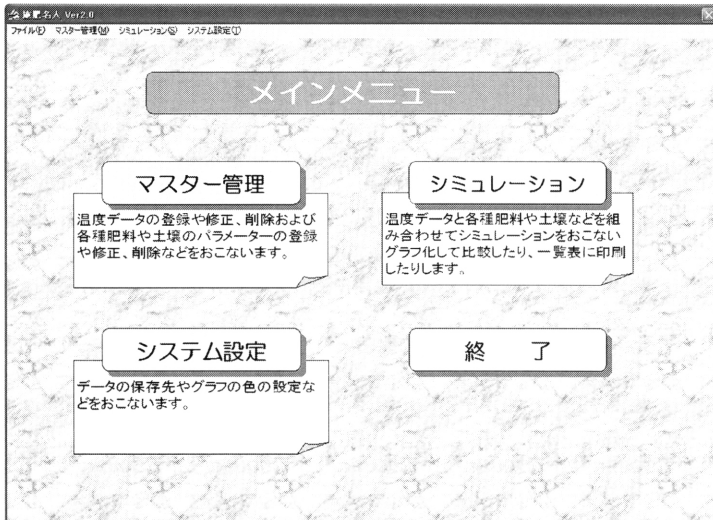 施肥名人 Ver2.0
ファイル(F) マスター管理(M) シミュレーション(S) システム設定(T)
メインメニュー
マスター管理
温度データの登録や修正、削除および
各種肥料や土壌のパラメーターの登録
や修正、削除などをおこないます。
シミュレーション
温度データと各種肥料や土壌などを組
み合わせてシミュレーションをおこない
グラフ化して比較したり、一覧表に印刷
したりします。
システム設定
データの保存先やグラフの色の設定な
どをおこないます。
終 了